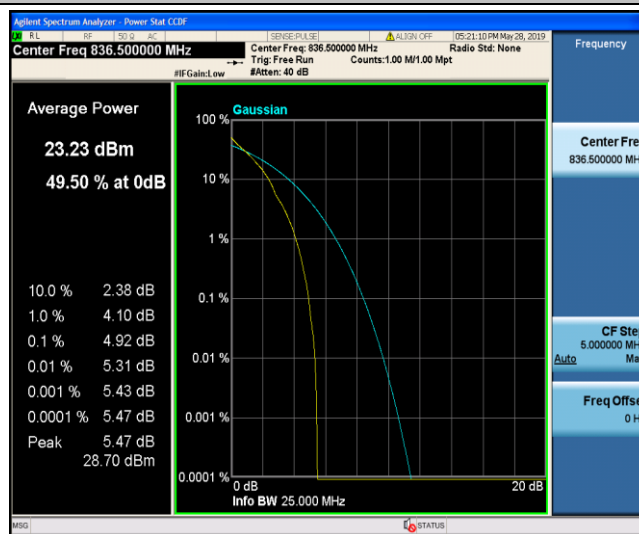 Agilent Spectrum Analyzer - Power Stat CCDF
RL RF 50 Ω AC SENSE:PULSE ALIGN OFF 05:21:10 PM May 28, 2019
Center Freq 836.500000 MHz
Center Freq: 836.500000 MHz Radio Std: None
Trig: Free Run Counts:1.00 M/1.00 Mpt
#IFGain:Low #Atten: 40 dB
Frequency
Average Power
23.23 dBm
49.50 % at 0dB
10.0 % 2.38 dB
1.0 % 4.10 dB
0.1 % 4.92 dB
0.01 % 5.31 dB
0.001 % 5.43 dB
0.0001 % 5.47 dB
Peak 5.47 dB
28.70 dBm
Gaussian
100 %
10 %
1 %
0.1 %
0.01 %
0.001 %
0.0001 %
0 dB 20 dB
Info BW 25.000 MHz
Center Fre
836.500000 MH
CF Ste
5.000000 MH
Auto Ma
Freq Offse
0 H
MSG STATUS